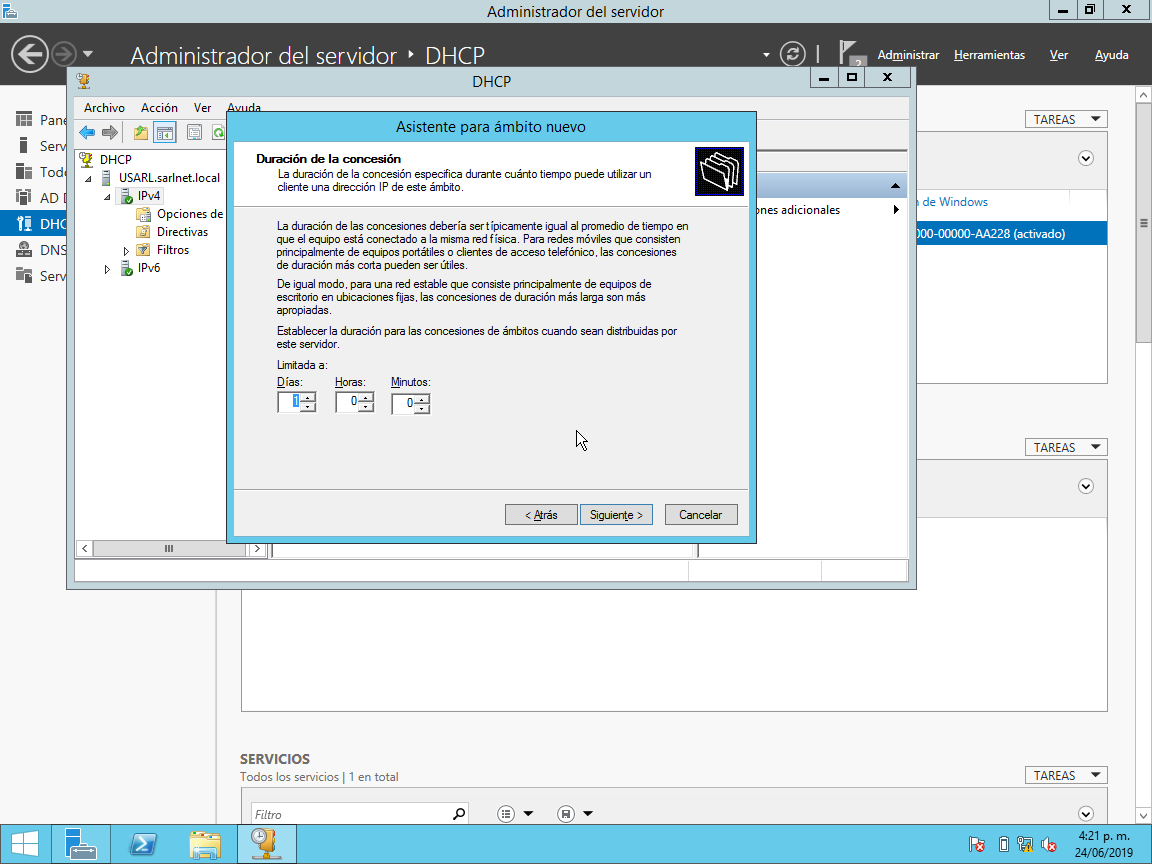 Administrador del servidor
Administrador del servidor DHCP
2
Administrar Herramientas Ver Ayuda
DHCP
Archivo Acción Ver Ayuda
DHCP
USARL.sarlnet.local
IPv4
Opciones de
Directivas
Filtros
IPv6
DHC
DNS
Asistente para ámbito nuevo
Duración de la concesión
La duración de la concesión especifica durante cuánto tiempo puede utilizar un
cliente una dirección IP de este ámbito.
La duración de las concesiones debería ser típicamente igual al promedio de tiempo en
que el equipo está conectado a la misma red física. Para redes móviles que consisten
principalmente de equipos portátiles o clientes de acceso telefónico, las concesiones
de duración más corta pueden ser útiles.
De igual modo, para una red estable que consiste principalmente de equipos de
escritorio en ubicaciones fijas, las concesiones de duración más larga son más
apropiadas.
Establecer la duración para las concesiones de ámbitos cuando sean distribuidas por
este servidor.
Limitada a:
Días: Horas: Minutos:
1 0 0
< Atrás Siguiente > Cancelar
ones adicionales
Pane
Serv
Todo
AD D
Serv
TAREAS
n de Windows
000-00000-AA228 (activado)
TAREAS
SERVICIOS
Todos los servicios | 1 en total
TAREAS
Filtro
4:21 p. m.
24/06/2019